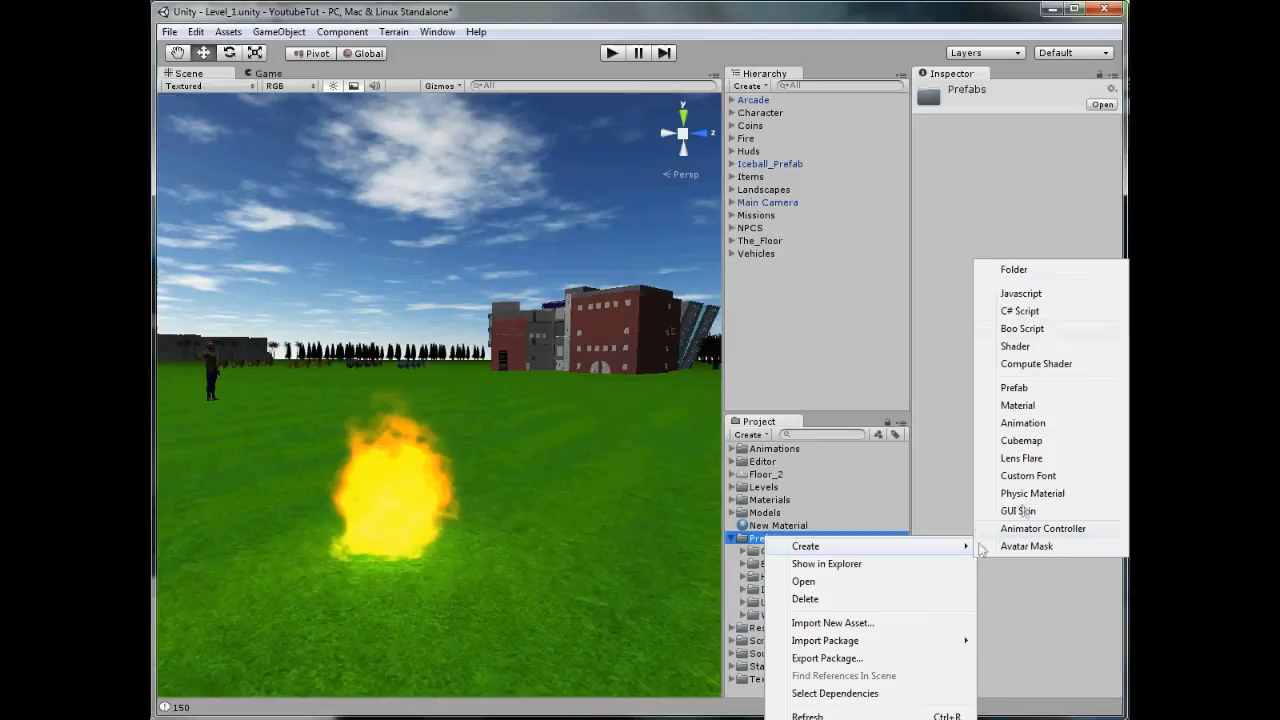 Unity - Level_1.unity - YoutubeTut - PC, Mac & Linux Standalone*
File Edit Assets GameObject Component Terrain Window Help
Pivot Global Layers Default
Scene Game
Textured RGB Gizmos All
y
z
Persp
Hierarchy
Create All
Arcade
Character
Coins
Fire
Huds
Iceball_Prefab
Items
Landscapes
Main Camera
Missions
NPCS
The_Floor
Vehicles
Inspector
Prefabs
Open
Project
Create
Animations
Editor
Floor_2
Levels
Materials
Models
New Material
Create
Show in Explorer
Open
Delete
Import New Asset...
Import Package
Export Package...
Find References In Scene
Select Dependencies
Refresh Ctrl+R
Folder
Javascript
C# Script
Boo Script
Shader
Compute Shader
Prefab
Material
Animation
Cubemap
Lens Flare
Custom Font
Physic Material
GUI Skin
Animator Controller
Avatar Mask
150